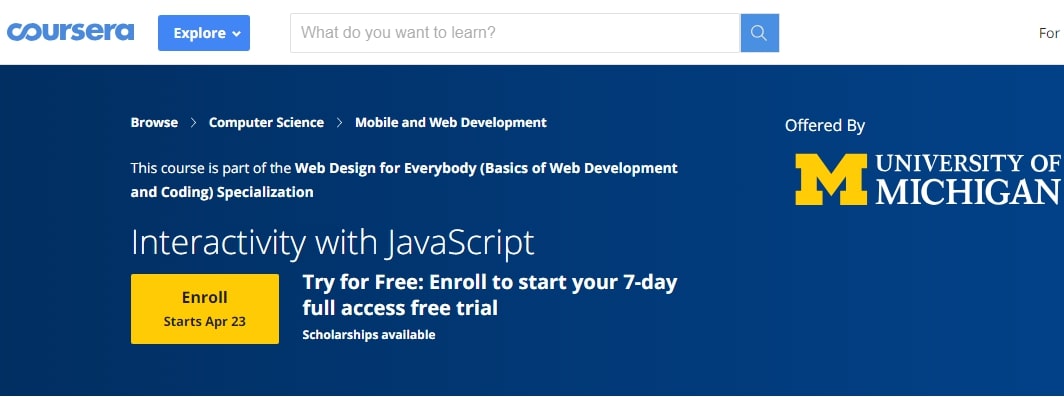 coursera
Explore
What do you want to learn?
For
Browse > Computer Science > Mobile and Web Development
Offered By
This course is part of the Web Design for Everybody (Basics of Web Development
and Coding) Specialization
M UNIVERSITY OF
MICHIGAN
Interactivity with JavaScript
Enroll
Starts Apr 23
Try for Free: Enroll to start your 7-day
full access free trial
Scholarships available